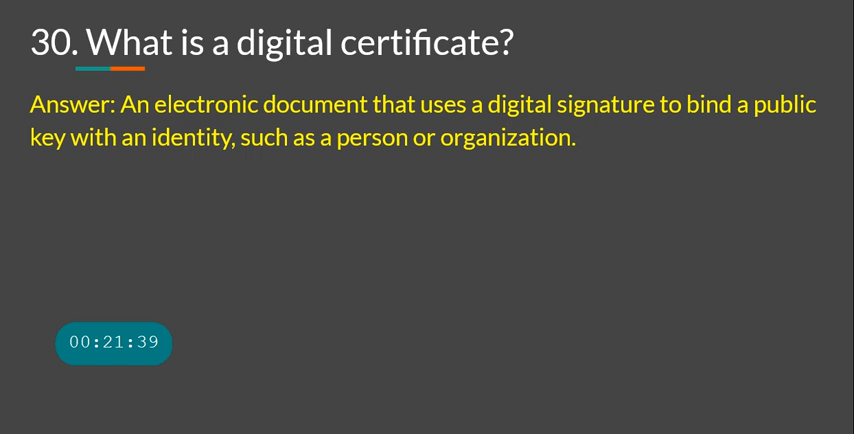 30. What is a digital certificate?
Answer: An electronic document that uses a digital signature to bind a public
key with an identity, such as a person or organization.
00:21:39